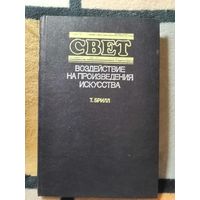 СВЕТ
ВОЗДЕЙСТВИЕ
НА ПРОИЗВЕДЕНИЯ
ИСКУССТВА
Т. БРИЛЛ